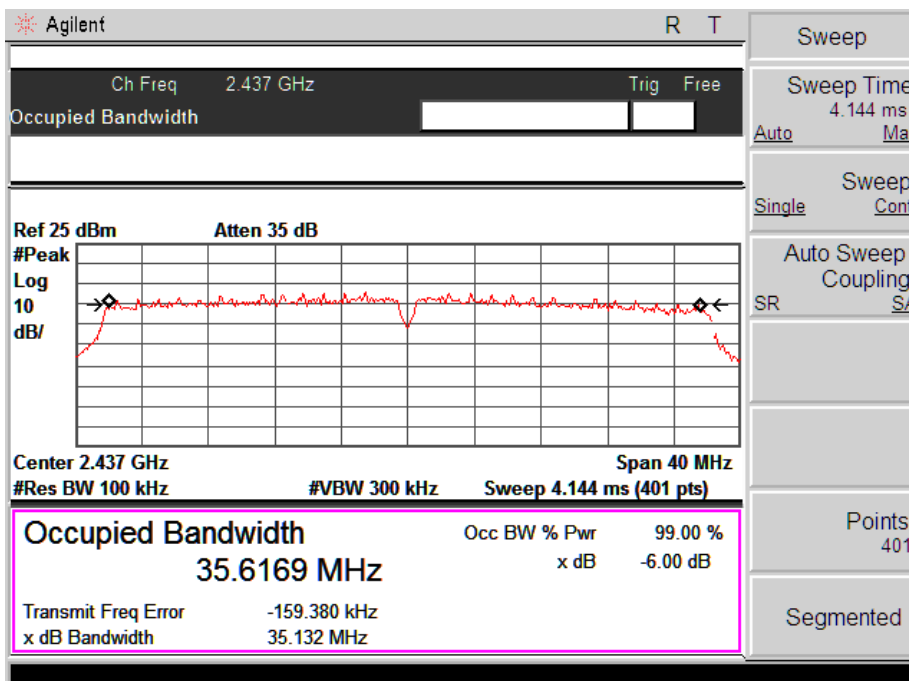 Agilent R T
Ch Freq 2.437 GHz Trig Free
Occupied Bandwidth
Ref 25 dBm Atten 35 dB
#Peak
Log
10
dB/
Center 2.437 GHz Span 40 MHz
#Res BW 100 kHz #VBW 300 kHz Sweep 4.144 ms (401 pts)
Occupied Bandwidth
35.6169 MHz
Occ BW % Pwr 99.00 %
x dB -6.00 dB
Transmit Freq Error -159.380 kHz
x dB Bandwidth 35.132 MHz
Sweep
Sweep Time
4.144 ms
Auto Ma
Sweep
Single Cont
Auto Sweep
Coupling
SR SA
Points
401
Segmented